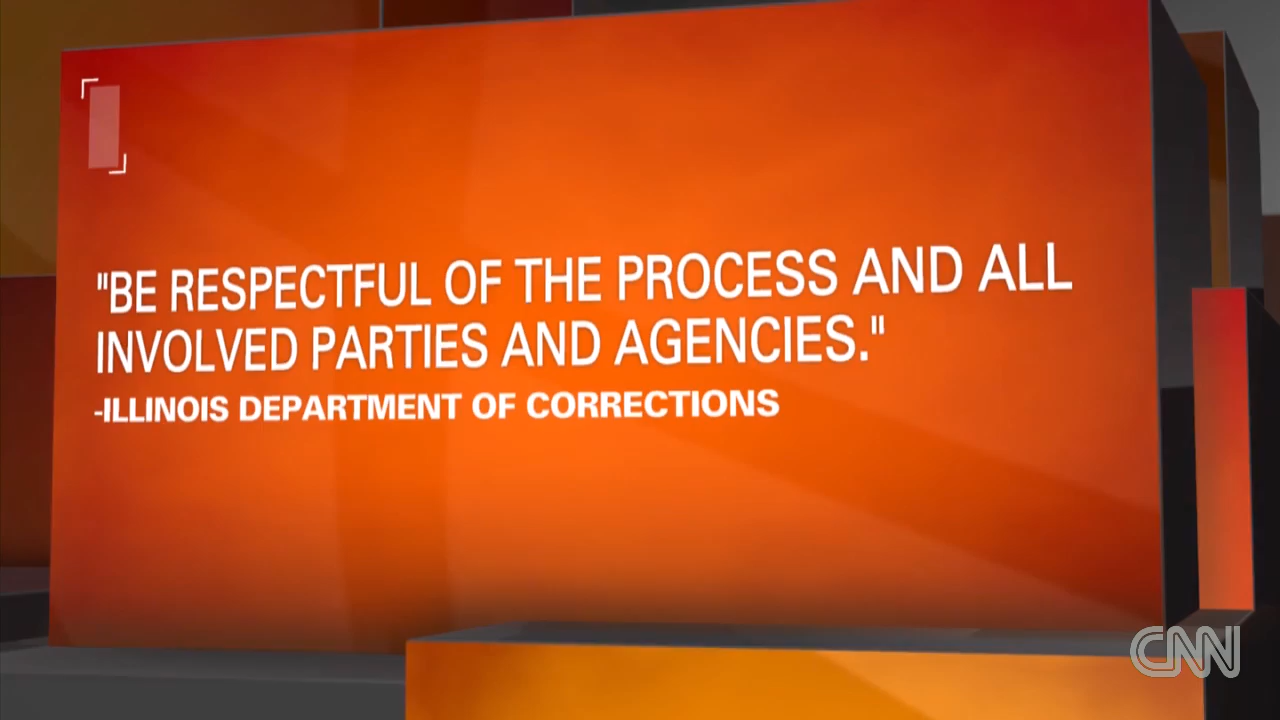 "BE RESPECTFUL OF THE PROCESS AND ALL
INVOLVED PARTIES AND AGENCIES."
-ILLINOIS DEPARTMENT OF CORRECTIONS
CNN